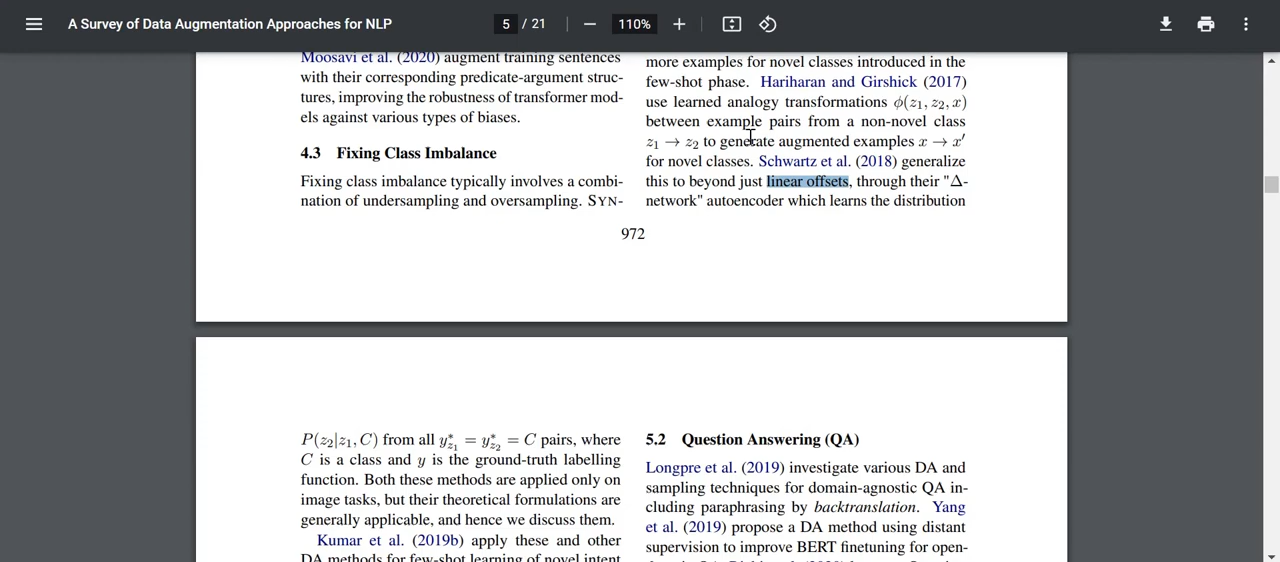 A Survey of Data Augmentation Approaches for NLP
5 / 21
110%
Moosavi et al. (2020) augment training sentences
with their corresponding predicate-argument struc-
tures, improving the robustness of transformer mod-
els against various types of biases.
4.3 Fixing Class Imbalance
Fixing class imbalance typically involves a combi-
nation of undersampling and oversampling. SYN-
more examples for novel classes introduced in the
few-shot phase. Hariharan and Girshick (2017)
use learned analogy transformations ϕ(z₁, z₂, x)
between example pairs from a non-novel class
z₁ → z₂ to generate augmented examples x → x′
for novel classes. Schwartz et al. (2018) generalize
this to beyond just linear offsets, through their "Δ-
network" autoencoder which learns the distribution
972
P(z₂|z₁, C) from all y*z₁ = y*z₂ = C pairs, where
C is a class and y is the ground-truth labelling
function. Both these methods are applied only on
image tasks, but their theoretical formulations are
generally applicable, and hence we discuss them.
Kumar et al. (2019b) apply these and other
DA methods for few-shot learning of novel intent
5.2 Question Answering (QA)
Longpre et al. (2019) investigate various DA and
sampling techniques for domain-agnostic QA in-
cluding paraphrasing by backtranslation. Yang
et al. (2019) propose a DA method using distant
supervision to improve BERT finetuning for open-